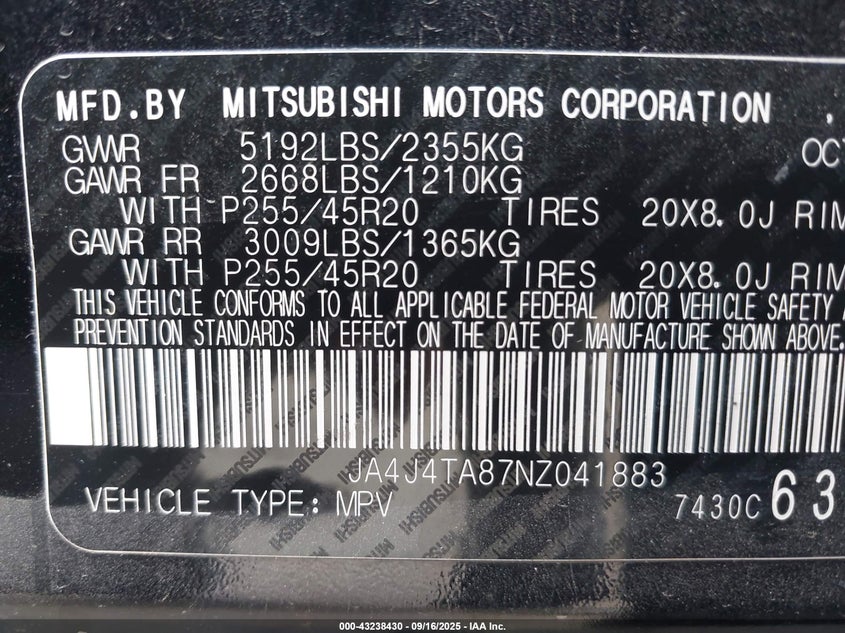 MFD.BY MITSUBISHI MOTORS CORPORATION .
GVWR 5192LBS/2355KG OCT
GAWR FR 2668LBS/1210KG
WITH P255/45R20 TIRES 20X8.0J RIM
GAWR RR 3009LBS/1365KG
WITH P255/45R20 TIRES 20X8.0J RIM
THIS VEHICLE CONFORMS TO ALL APPLICABLE FEDERAL MOTOR VEHICLE SAFETY
PREVENTION STANDARDS IN EFFECT ON THE DATE OF MANUFACTURE SHOWN ABOVE.
JA4J4TA87NZ041883
VEHICLE TYPE: MPV 7430C 63
000-43238430 - 09/16/2025 - IAA Inc.